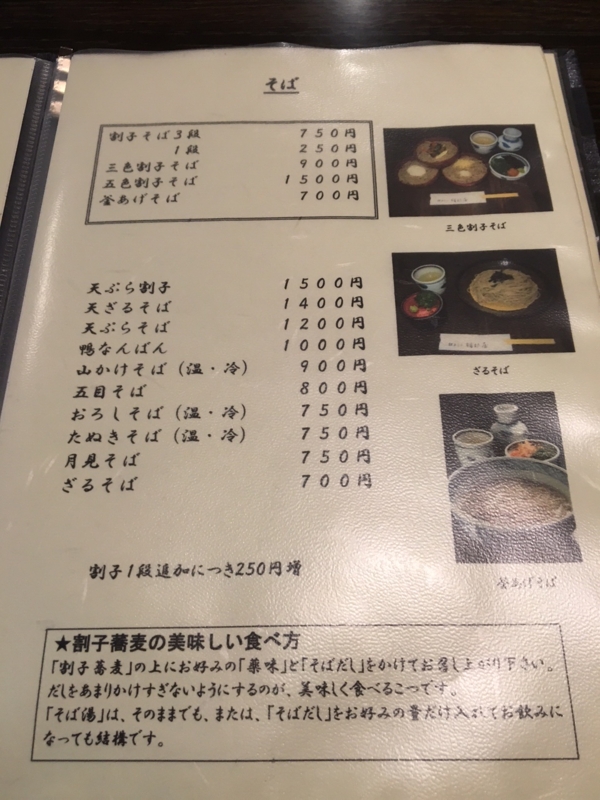 そば
割子そば3段 750円
1段 250円
三色割子そば 900円
五色割子そば 1500円
釜あげそば 700円
三色割子そば
天ぷら割子 1500円
天ざるそば 1400円
天ぷらそば 1200円
鴨なんばん 1000円
山かけそば（温・冷） 900円
五目そば 800円
おろしそば（温・冷） 750円
たぬきそば（温・冷） 750円
月見そば 750円
ざるそば 700円
ざるそば
釜あげそば
割子1段追加につき250円増
★割子蕎麦の美味しい食べ方
「割子蕎麦」の上にお好みの「薬味」と「そばだし」をかけてお召し上がり下さい。
だしをあまりかけすぎないようにするのが、美味しく食べるこつです。
「そば湯」は、そのままでも、または、「そばだし」をお好みの量だけ入れてお飲みに
なっても結構です。